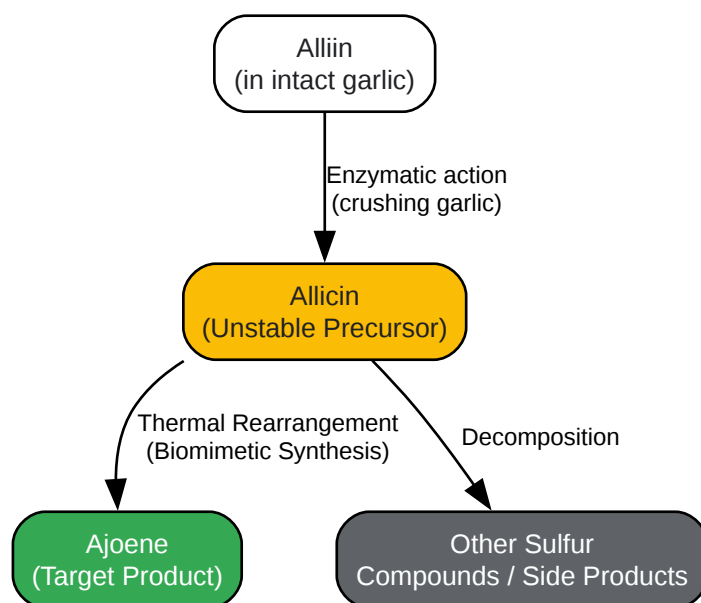 Alliin
(in intact garlic)
Enzymatic action
(crushing garlic)
Allicin
(Unstable Precursor)
Thermal Rearrangement
(Biomimetic Synthesis)
Decomposition
Ajoene
(Target Product)
Other Sulfur
Compounds / Side Products